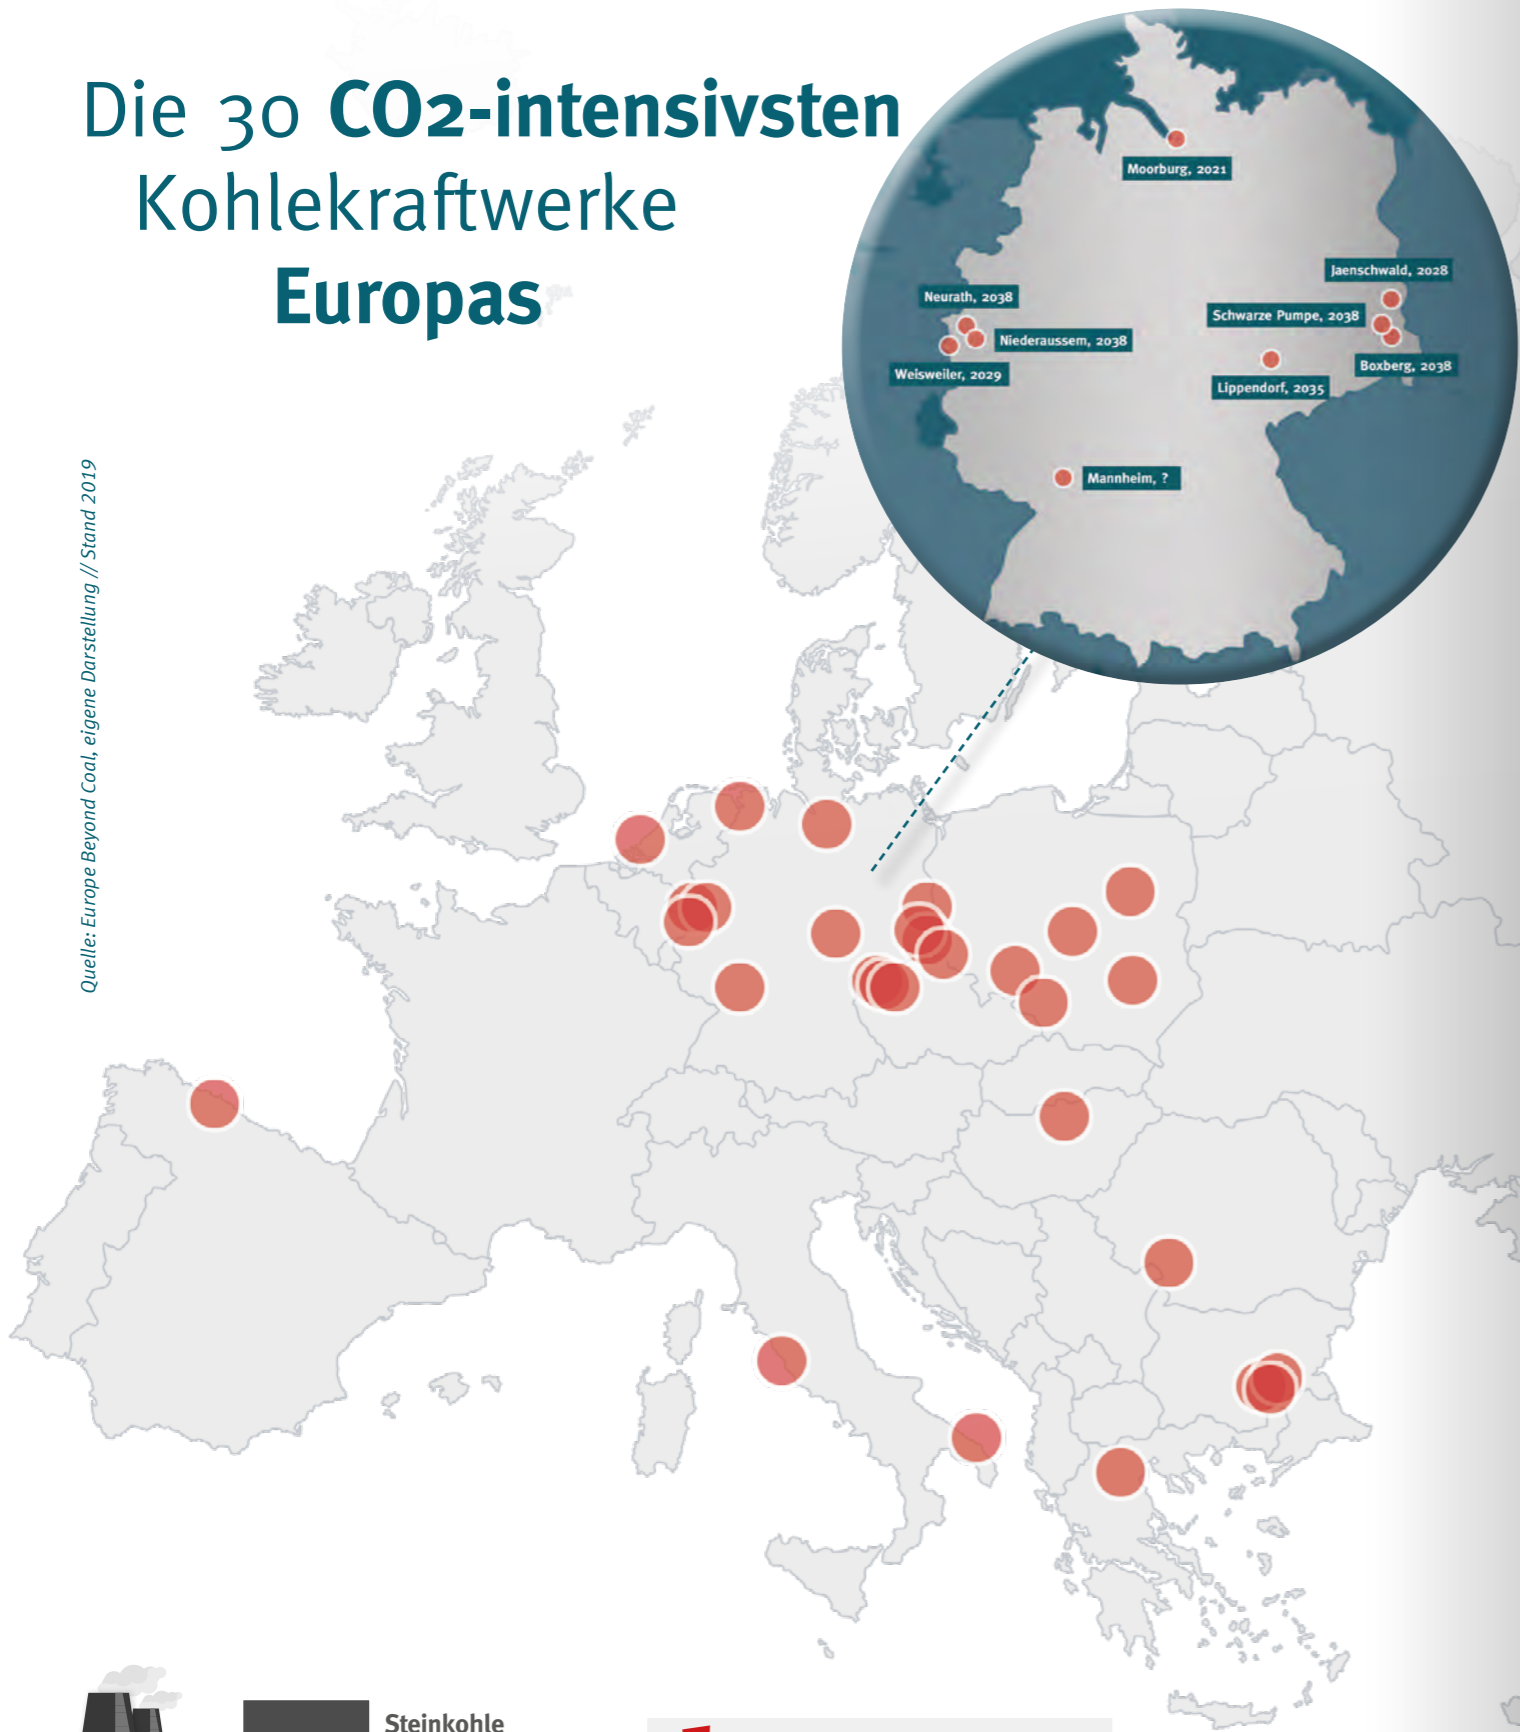 Die 30 CO2-intensivsten
Kohlekraftwerke
Europas
Moorburg, 2021
Jaenschwald, 2028
Neurath, 2038
Schwarze Pumpe, 2038
Niederaussem, 2038
Boxberg, 2038
Weisweiler, 2029
Lippendorf, 2035
Mannheim, ?
Quelle: Europe Beyond Coal, eigene Darstellung // Stand 2019
Steinkohle